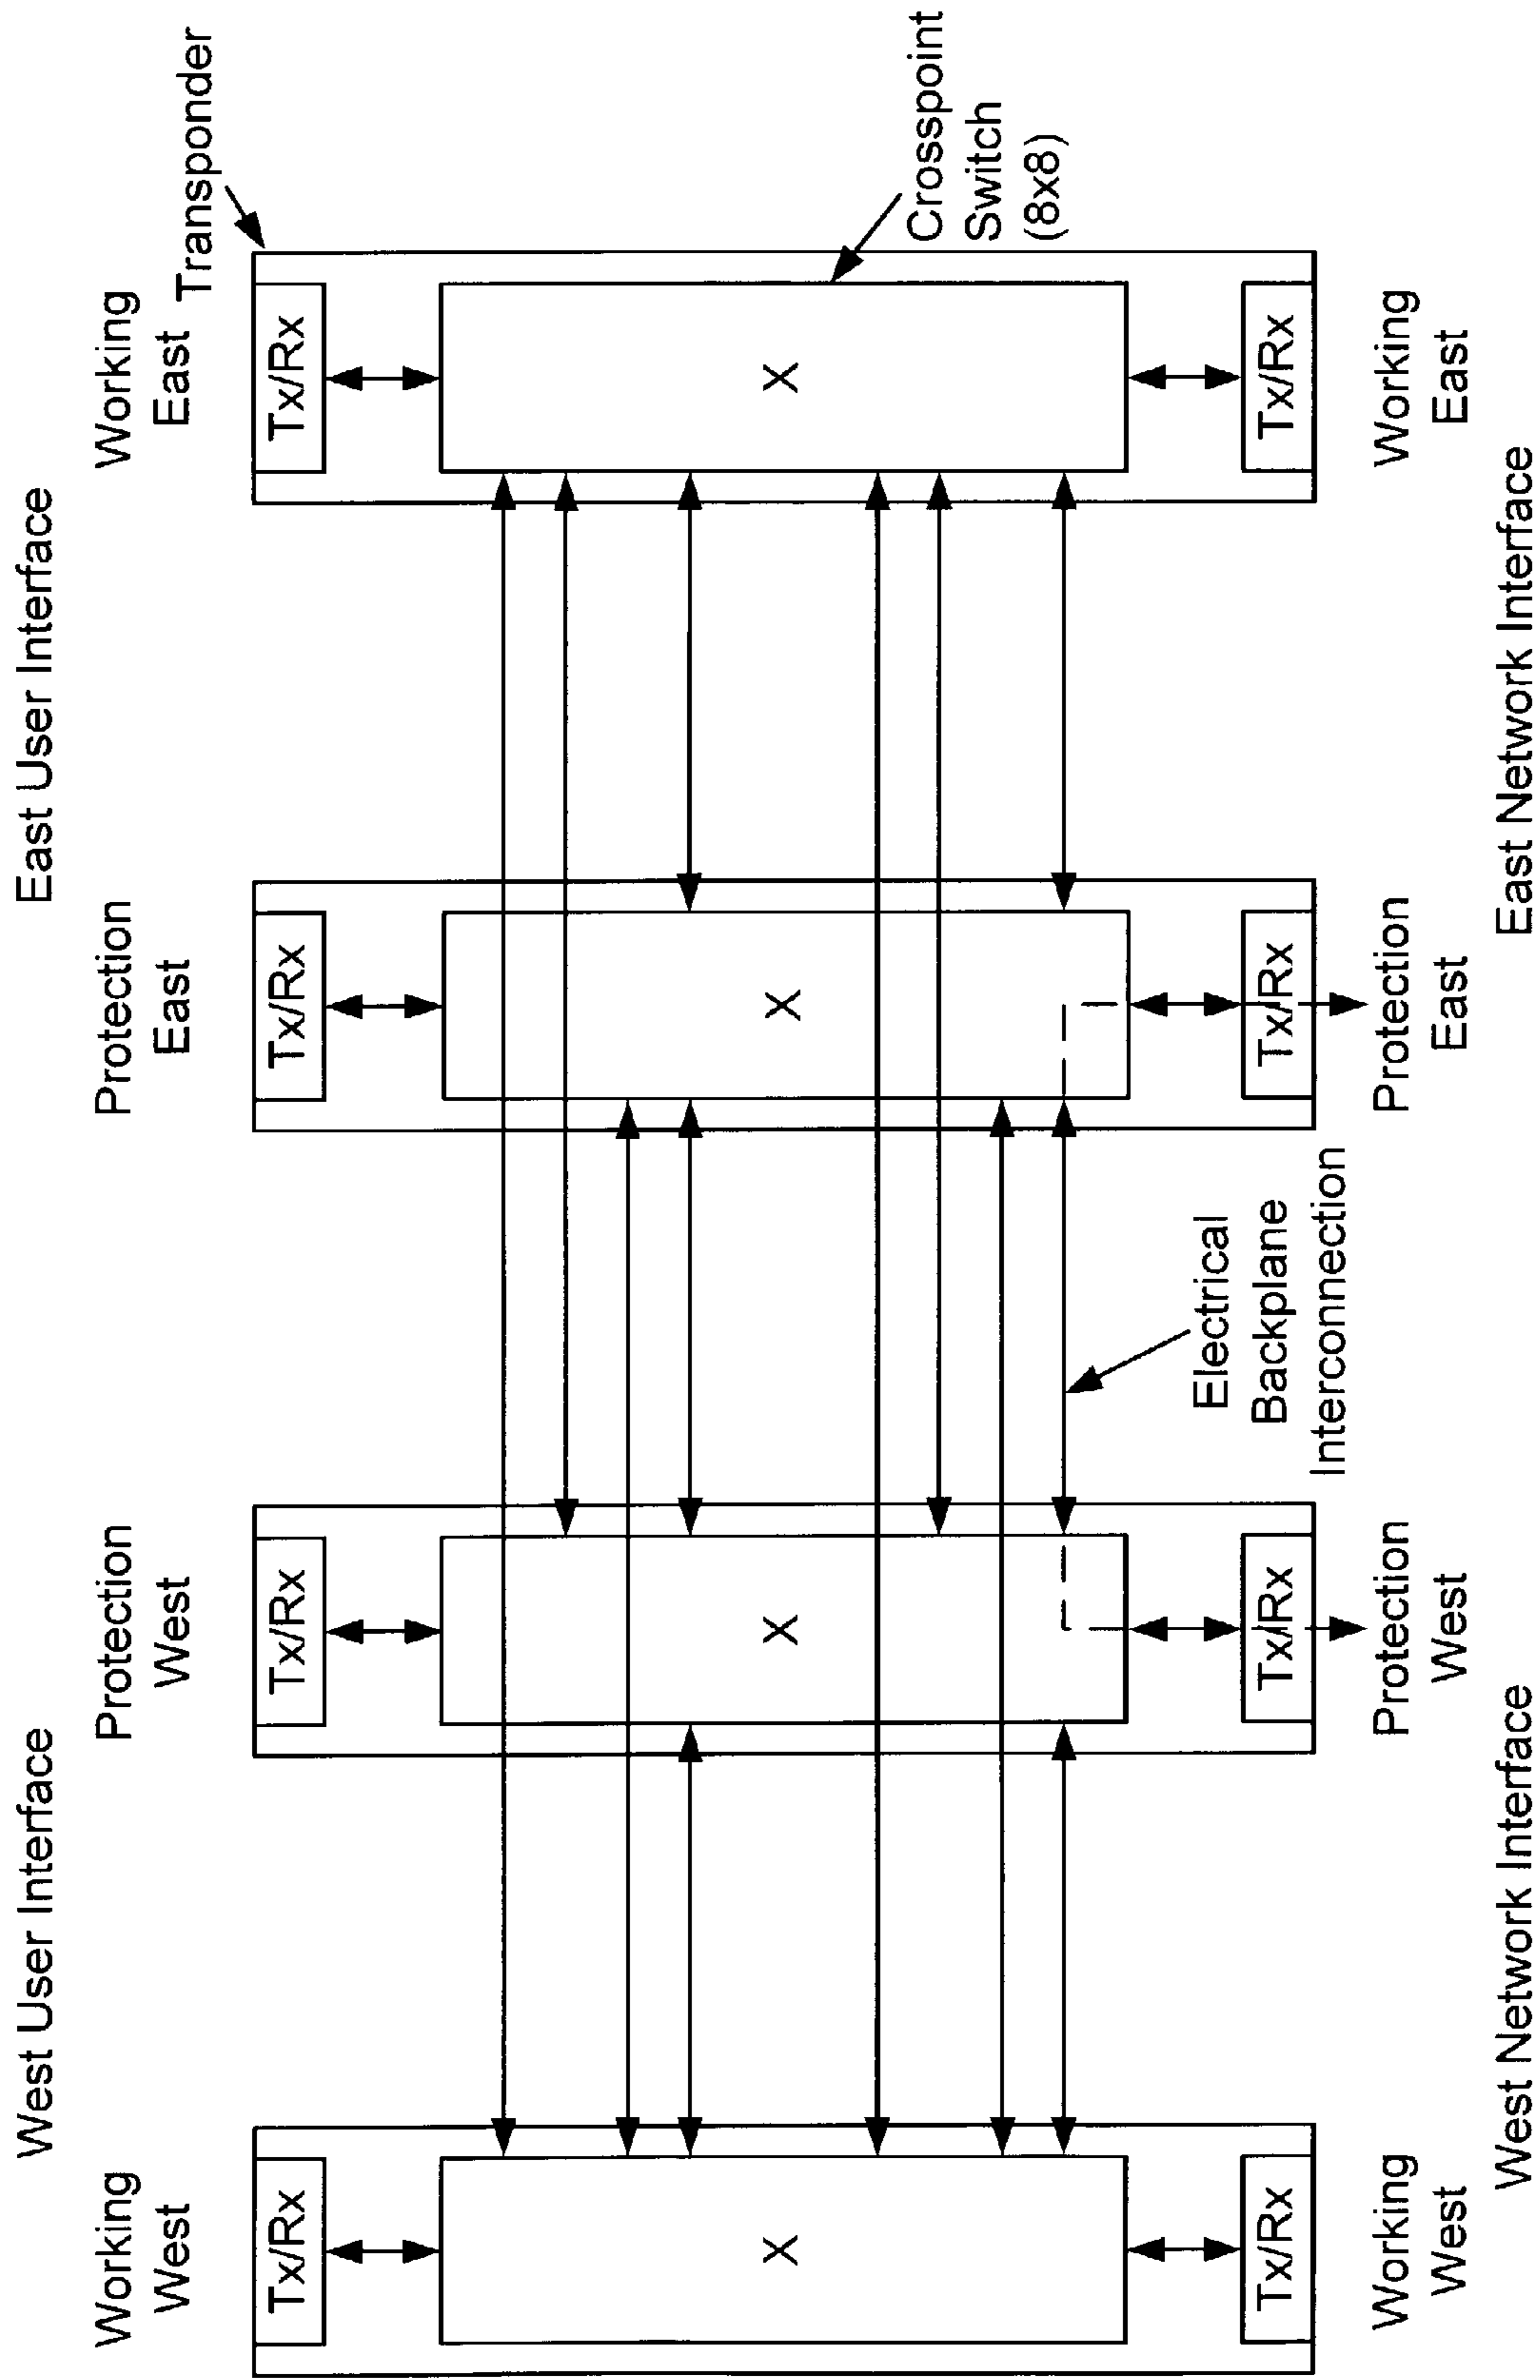 West User Interface
East User Interface
Working
West
Protection
West
Protection
East
Working
East
Transponder
Tx/Rx
Tx/Rx
Tx/Rx
Tx/Rx
X
X
X
X
Crosspoint
Switch
(8x8)
Electrical
Backplane
Interconnection
Tx/Rx
Tx/Rx
Tx/Rx
Tx/Rx
Working
West
Protection
West
Protection
East
Working
East
West Network Interface
East Network Interface